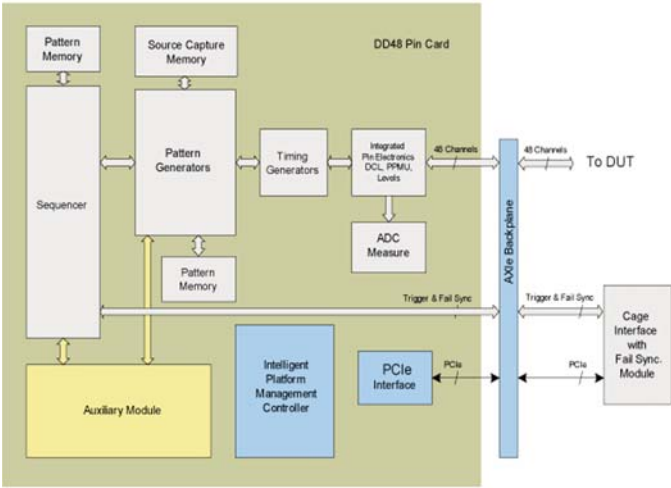 DD48 Pin Card
Pattern
Memory
Source Capture
Memory
Sequencer
Pattern
Generators
Timing
Generators
Integrated
Pin Electronics
DCL, PPMU,
Levels
48 Channels
48 Channels
To DUT
AXIe Backplane
ADC
Measure
Pattern
Memory
Trigger & Fail Sync
Trigger & Fail Sync
Cage
Interface
with
Fail Sync.
Module
Auxiliary Module
Intelligent
Platform
Management
Controller
PCIe
Interface
PCIe
PCIe